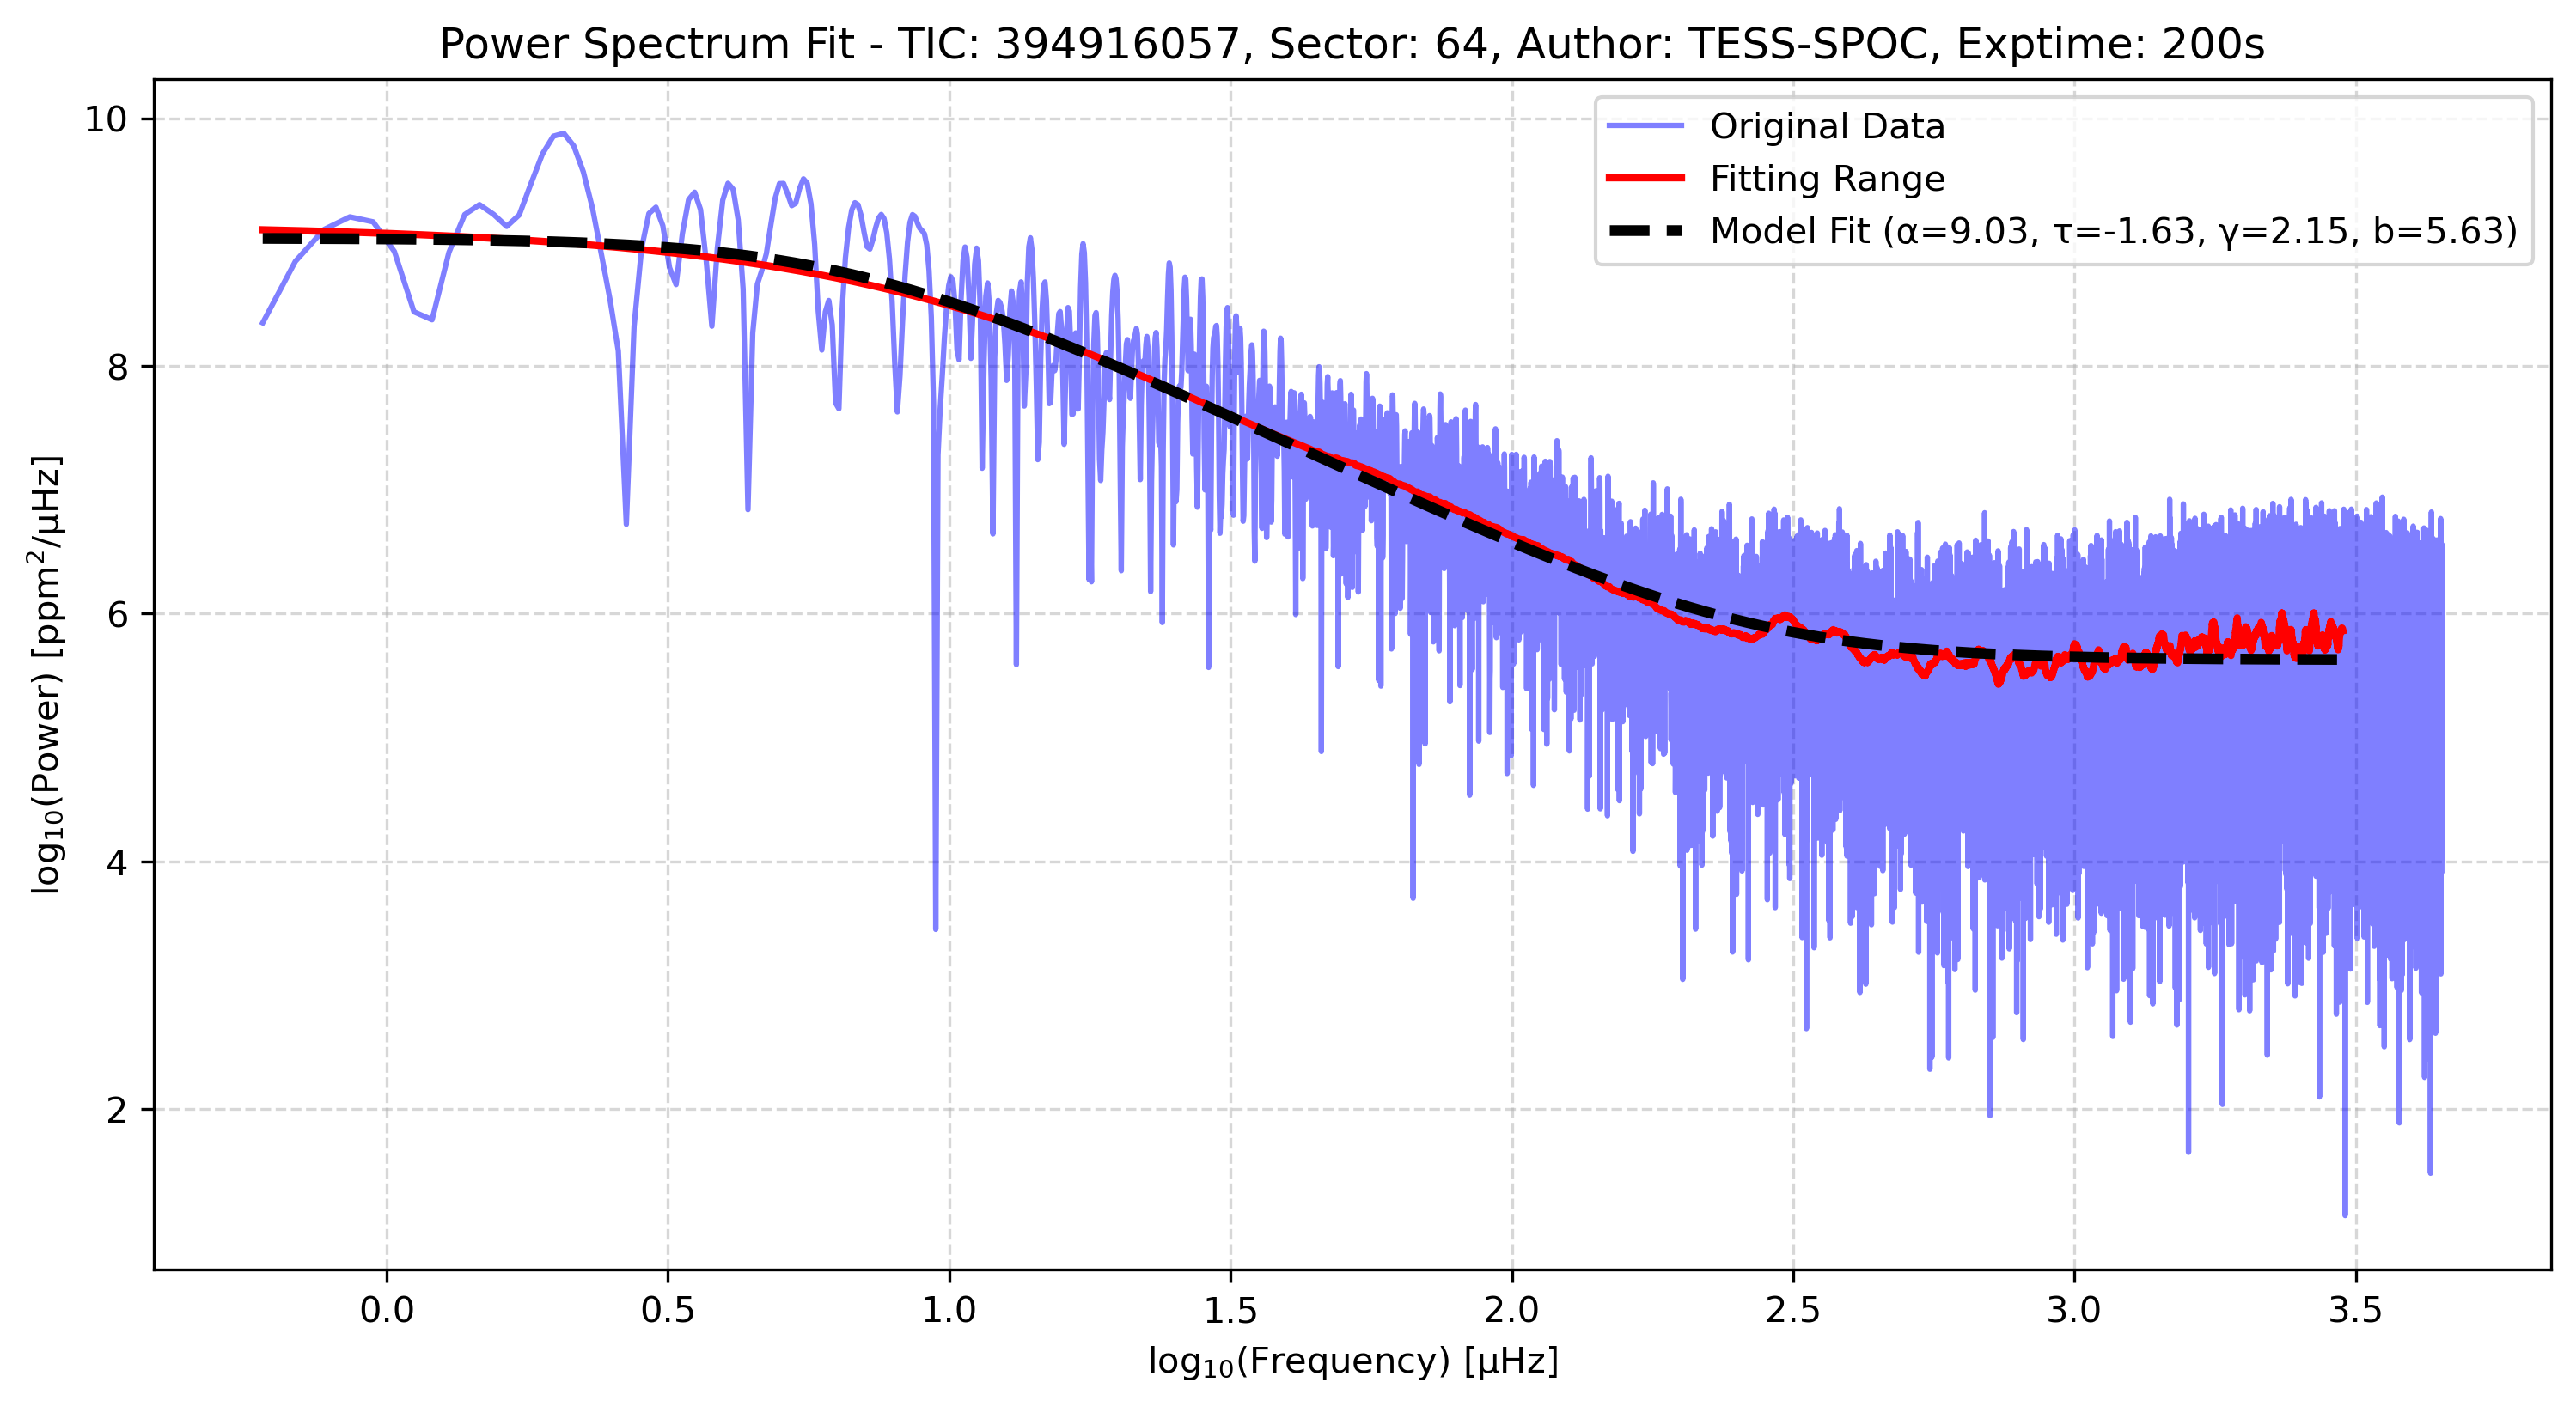 Power Spectrum Fit - TIC: 394916057, Sector: 64, Author: TESS-SPOC, Exptime: 200s
Original Data
Fitting Range
Model Fit (α=9.03, τ=-1.63, γ=2.15, b=5.63)
log₁₀(Power) [ppm²/μHz]
10
8
6
4
2
0.0 0.5 1.0 1.5 2.0 2.5 3.0 3.5
log₁₀(Frequency) [μHz]